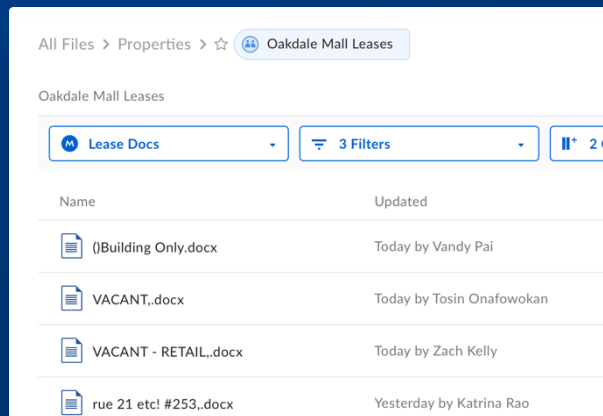 All Files > Properties > Oakdale Mall Leases
Oakdale Mall Leases
M Lease Docs 3 Filters 2
Name Updated
()Building Only.docx Today by Vandy Pai
VACANT,.docx Today by Tosin Onafowokan
VACANT - RETAIL,.docx Today by Zach Kelly
rue 21 etc! #253,.docx Yesterday by Katrina Rao